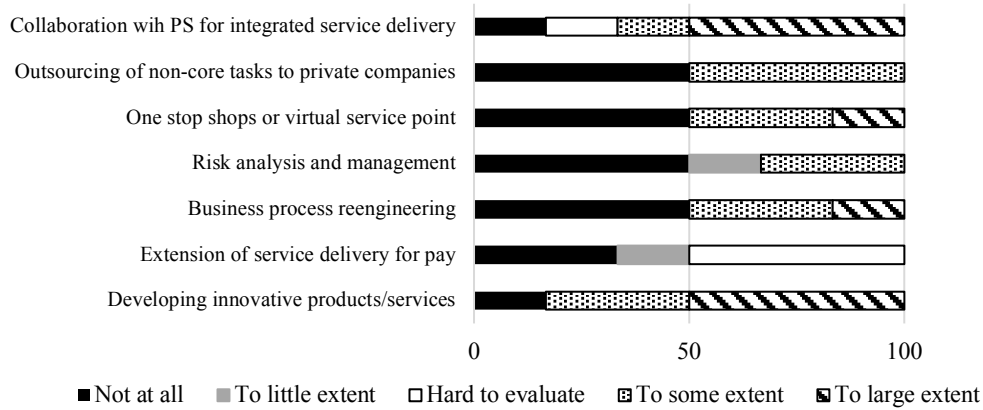 Collaboration wih PS for integrated service delivery
Outsourcing of non-core tasks to private companies
One stop shops or virtual service point
Risk analysis and management
Business process reengineering
Extension of service delivery for pay
Developing innovative products/services
0 50 100
Not at all To little extent Hard to evaluate To some extent To large extent